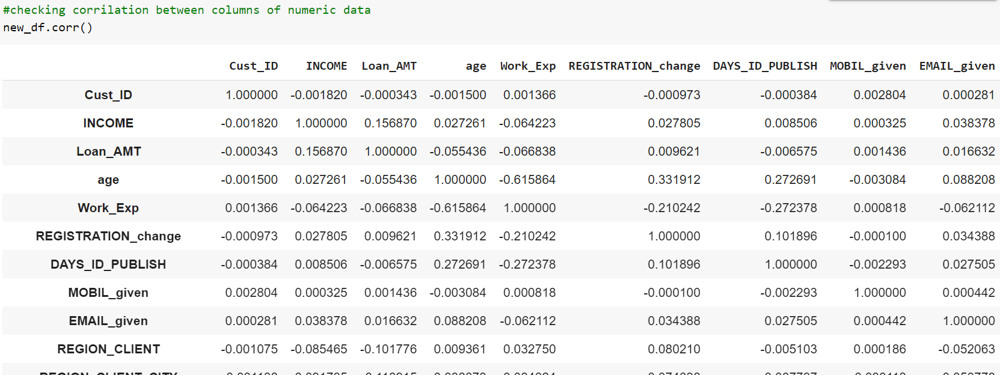 #checking corrilation between columns of numeric data
new_df.corr()
Cust_ID INCOME Loan_AMT age Work_Exp REGISTRATION_change DAYS_ID_PUBLISH MOBIL_given EMAIL_given
Cust_ID 1.000000 -0.001820 -0.000343 -0.001500 0.001366 -0.000973 -0.000384 0.002804 0.000281
INCOME -0.001820 1.000000 0.156870 0.027261 -0.064223 0.027805 0.008506 0.000325 0.038378
Loan_AMT -0.000343 0.156870 1.000000 -0.055436 -0.066838 0.009621 -0.006575 0.001436 0.016632
age -0.001500 0.027261 -0.055436 1.000000 -0.615864 0.331912 0.272691 -0.003084 0.088208
Work_Exp 0.001366 -0.064223 -0.066838 -0.615864 1.000000 -0.210242 -0.272378 0.000818 -0.062112
REGISTRATION_change -0.000973 0.027805 0.009621 0.331912 -0.210242 1.000000 0.101896 -0.000100 0.034388
DAYS_ID_PUBLISH -0.000384 0.008506 -0.006575 0.272691 -0.272378 0.101896 1.000000 -0.002293 0.027505
MOBIL_given 0.002804 0.000325 0.001436 -0.003084 0.000818 -0.000100 -0.002293 1.000000 0.000442
EMAIL_given 0.000281 0.038378 0.016632 0.088208 -0.062112 0.034388 0.027505 0.000442 1.000000
REGION_CLIENT -0.001075 -0.085465 -0.101776 0.009361 0.032750 0.080210 -0.005103 0.000186 -0.052063
REGION_CLIENT_CITY